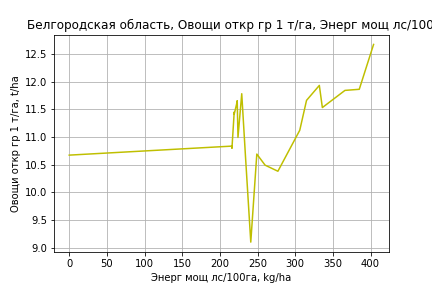 Белгородская область, Овощи откр гр 1 т/га, Энерг мощ лс/100
Овощи откр гр 1 т/га, t/ha
12.5
12.0
11.5
11.0
10.5
10.0
9.5
9.0
0 50 100 150 200 250 300 350 400
Энерг мощ лс/100га, kg/ha